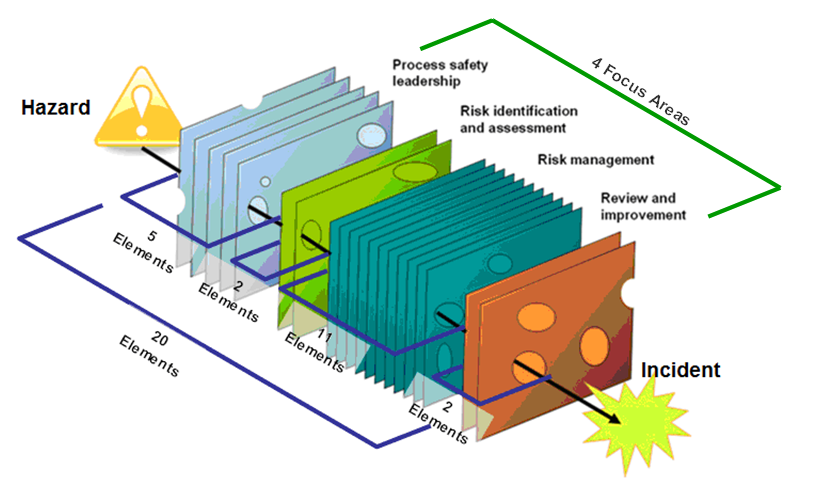 Hazard
Process safety
leadership
Risk identification
and assessment
Risk management
Review and
improvement
4 Focus Areas
5
Elements
2
Elements
11
Elements
2
Elements
20
Elements
Incident